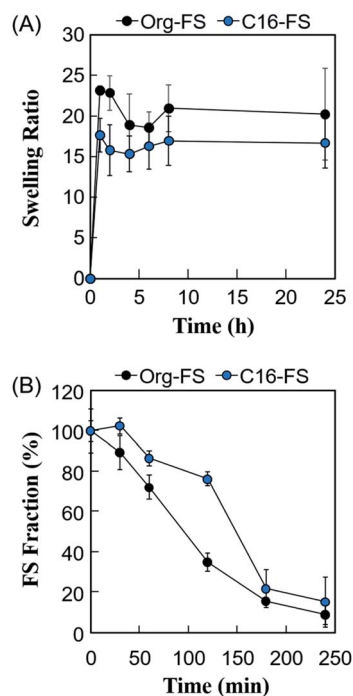 (A)
Org-FS C16-FS
Swelling Ratio
30
25
20
15
10
5
0
0 5 10 15 20 25
Time (h)
(B)
Org-FS C16-FS
FS Fraction (%)
120
100
80
60
40
20
0
0 50 100 150 200 250
Time (min)